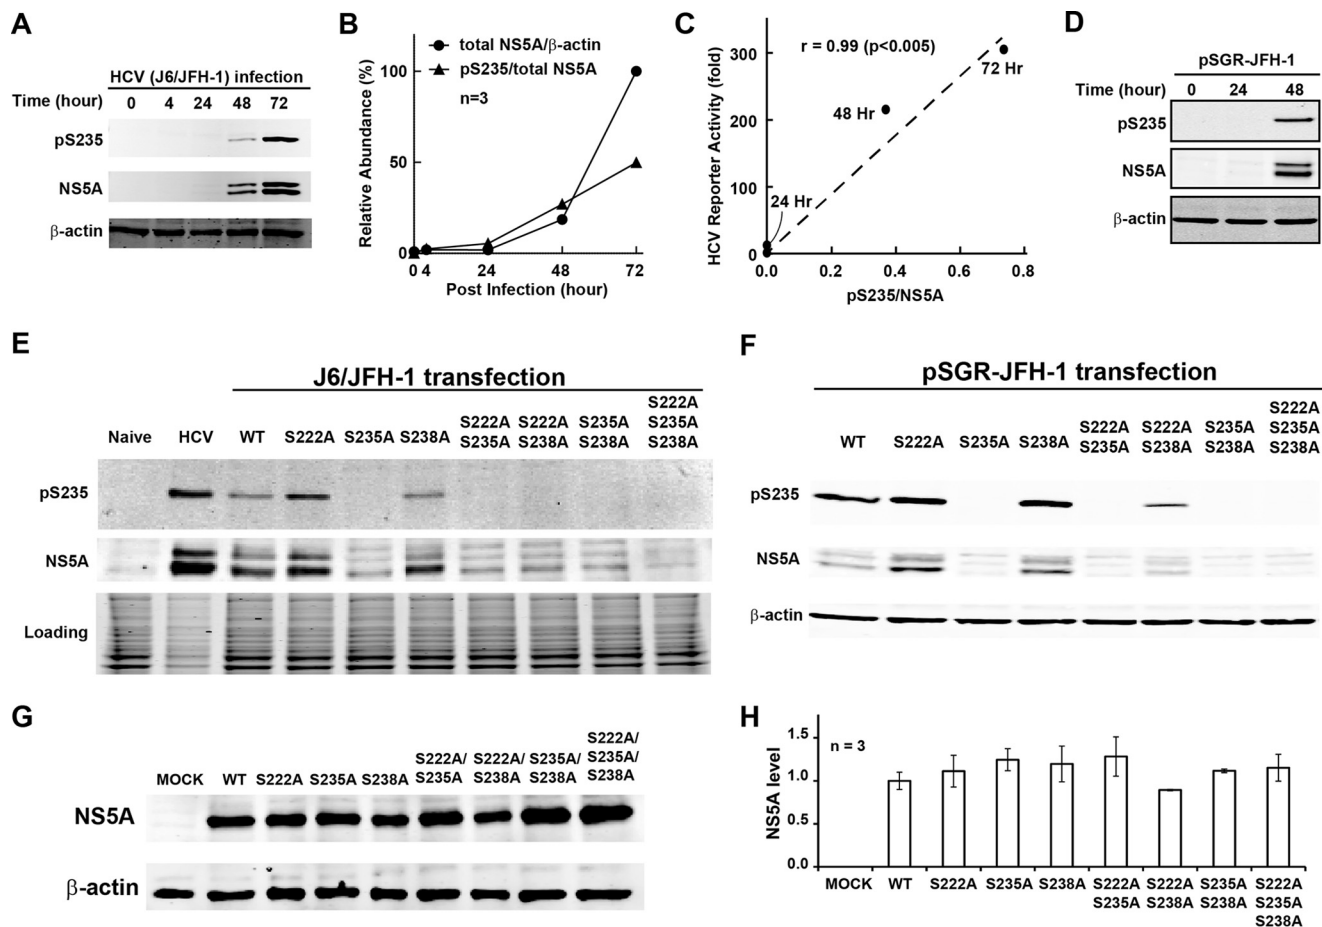 A
HCV (J6/JFH-1) infection
Time (hour) 0 4 24 48 72
pS235
NS5A
β-actin
B
total NS5A/β-actin
pS235/total NS5A
n=3
Relative Abundance (%)
100
50
0
0 4 24 48 72
Post Infection (hour)
C
r = 0.99 (p<0.005)
HCV Reporter Activity (fold)
300
200
100
0
72 Hr
48 Hr
24 Hr
0.0 0.2 0.4 0.6 0.8
pS235/NS5A
D
pSGR-JFH-1
Time (hour) 0 24 48
pS235
NS5A
β-actin
E
J6/JFH-1 transfection
Naive HCV WT S222A S235A S238A S222A S235A S222A S238A S235A S238A S222A S235A S238A
pS235
NS5A
Loading
F
pSGR-JFH-1 transfection
WT S222A S235A S238A S222A S235A S222A S238A S235A S238A S222A S235A S238A
pS235
NS5A
β-actin
G
MOCK WT S222A S235A S238A S222A/ S235A S222A/ S238A S235A/ S238A S222A/ S235A/ S238A
NS5A
β-actin
H
n = 3
NS5A level
1.5
1.0
0.5
0.0
MOCK WT S222A S235A S238A S222A S235A S222A S238A S235A S238A S222A S235A S238A